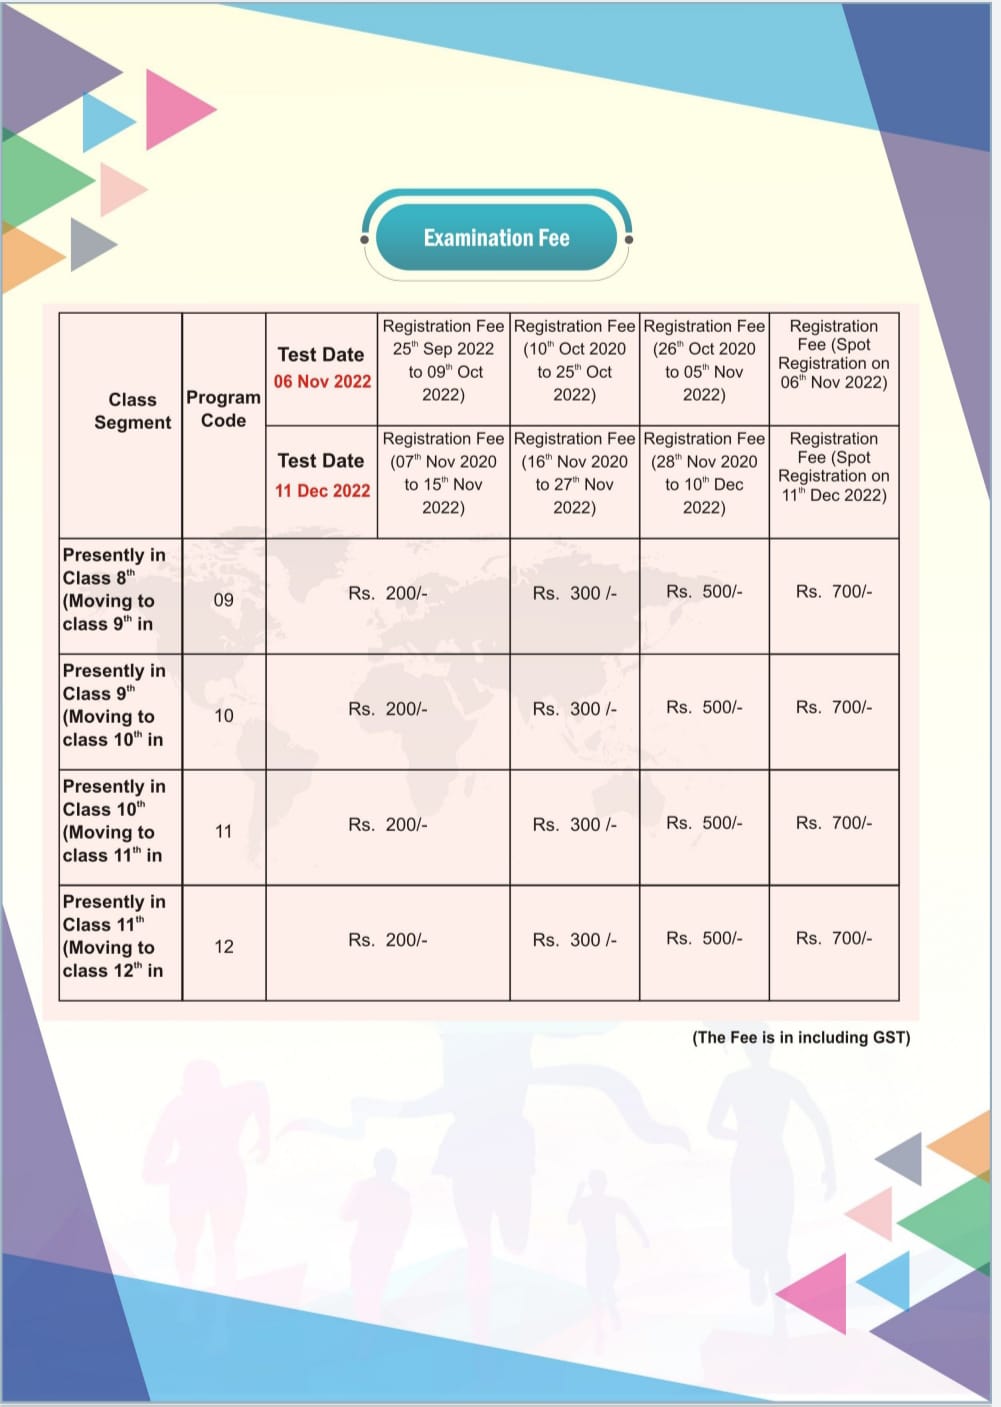 Examination Fee
Class
Segment
Program
Code
Test Date
06 Nov 2022
Registration Fee
25th Sep 2022
to 09th Oct
2022)
Registration Fee
(10th Oct 2020
to 25th Oct
2022)
Registration Fee
(26th Oct 2020
to 05th Nov
2022)
Registration
Fee (Spot
Registration on
06th Nov 2022)
Test Date
11 Dec 2022
Registration Fee
(07th Nov 2020
to 15th Nov
2022)
Registration Fee
(16th Nov 2020
to 27th Nov
2022)
Registration Fee
(28th Nov 2020
to 10th Dec
2022)
Registration
Fee (Spot
Registration on
11th Dec 2022)
Presently in
Class 8th
(Moving to
class 9th in
09
Rs. 200/-
Rs. 300 /-
Rs. 500/-
Rs. 700/-
Presently in
Class 9th
(Moving to
class 10th in
10
Rs. 200/-
Rs. 300 /-
Rs. 500/-
Rs. 700/-
Presently in
Class 10th
(Moving to
class 11th in
11
Rs. 200/-
Rs. 300 /-
Rs. 500/-
Rs. 700/-
Presently in
Class 11th
(Moving to
class 12th in
12
Rs. 200/-
Rs. 300 /-
Rs. 500/-
Rs. 700/-
(The Fee is in including GST)